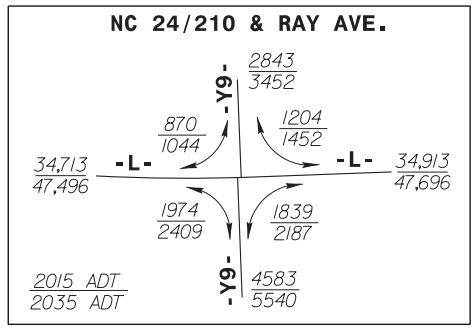 NC 24/210 & RAY AVE.
2843
3452
-Y9-
870
1044
1204
1452
34,713
47,496
-L-
-L-
34,913
47,696
1974
2409
1839
2187
-Y9-
4583
5540
2015 ADT
2035 ADT